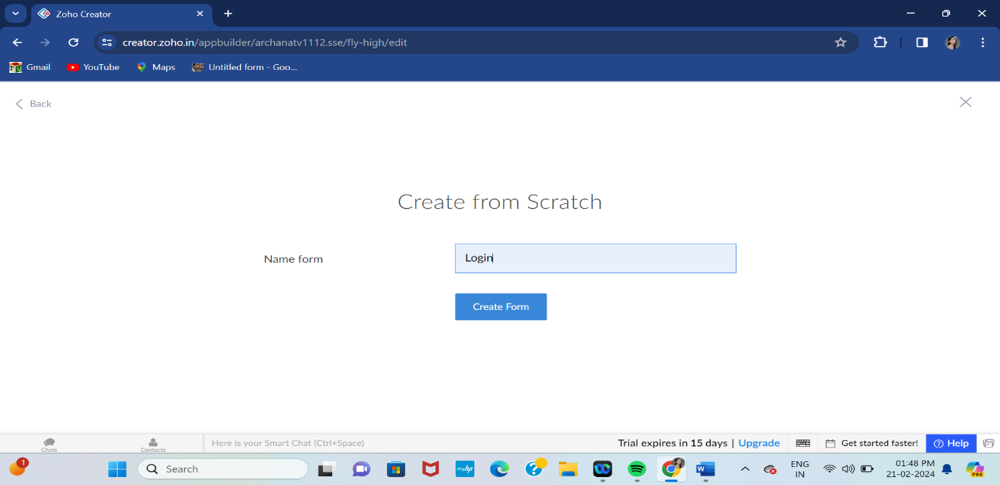 Zoho Creator
creator.zoho.in/appbuilder/archanatv1112.sse/fly-high/edit
Gmail YouTube Maps Untitled form - Goo...
Back
Create from Scratch
Name form Login
Create Form
Chats Contacts Here is your Smart Chat (Ctrl+Space) Trial expires in 15 days | Upgrade Get started faster! Help
1 Search myhp W ENG 01:48 PM PRE
IN 21-02-2024